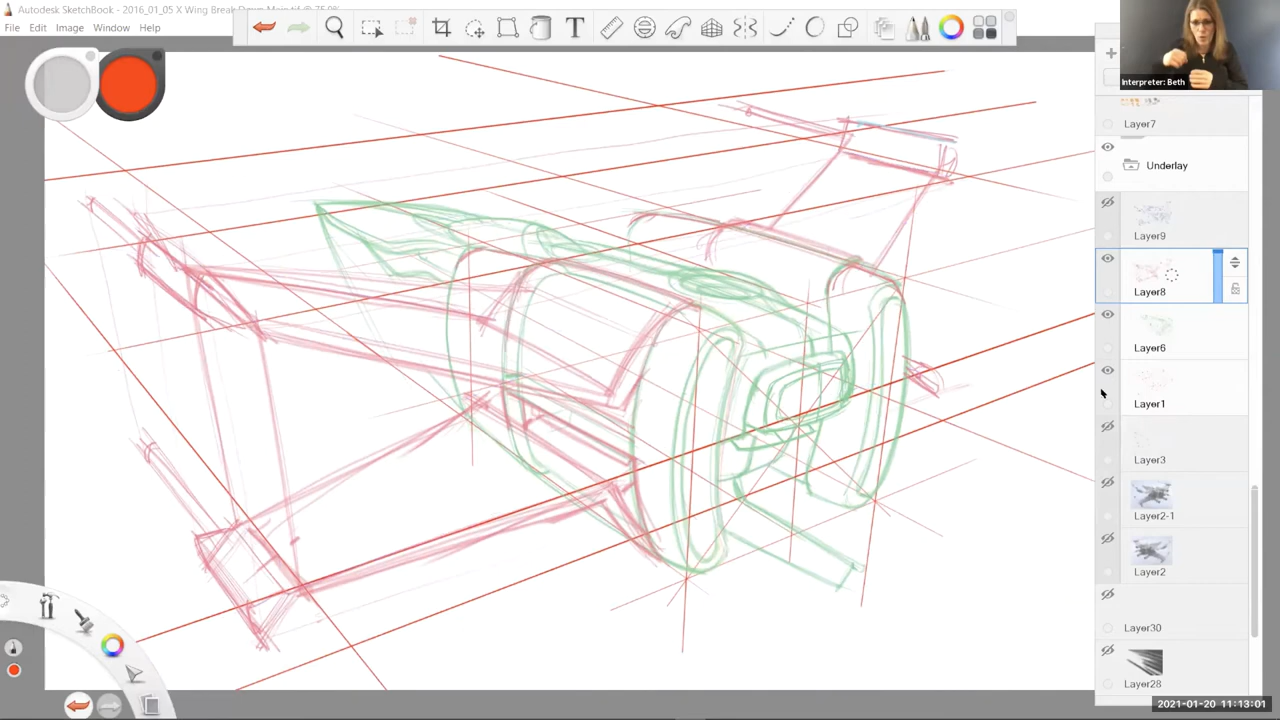 Autodesk SketchBook - 2016_01_05 X Wing Break Down Main.tif @ 75.0%
File Edit Image Window Help
T
Interpreter: Beth
Layer7
Underlay
Layer9
Layer8
Layer6
Layer1
Layer3
Layer2-1
Layer2
Layer30
Layer28
2021-01-20 11:13:01